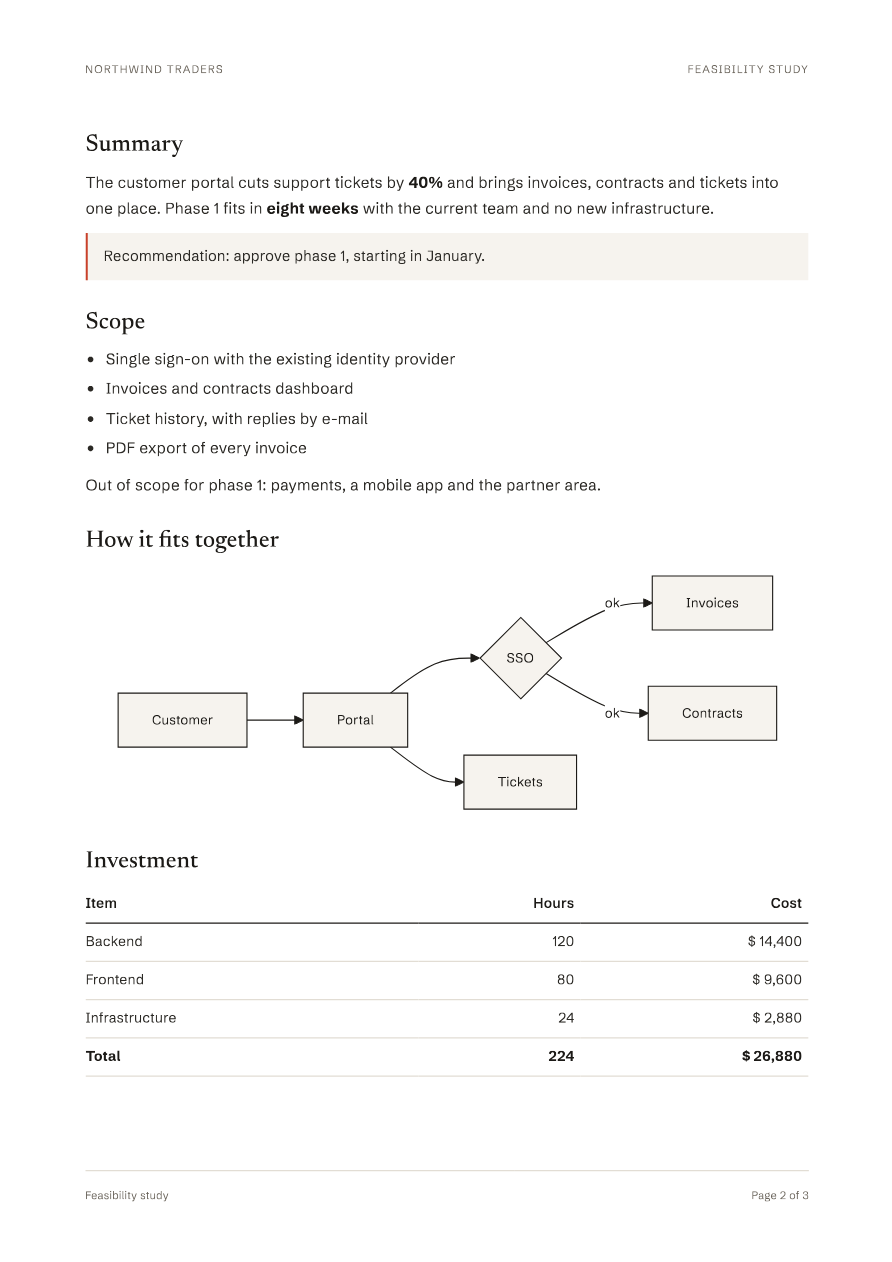 NORTHWIND TRADERS
FEASIBILITY STUDY
Summary
The customer portal cuts support tickets by 40% and brings invoices, contracts and tickets into
one place. Phase 1 fits in eight weeks with the current team and no new infrastructure.
Recommendation: approve phase 1, starting in January.
Scope
• Single sign-on with the existing identity provider
• Invoices and contracts dashboard
• Ticket history, with replies by e-mail
• PDF export of every invoice
Out of scope for phase 1: payments, a mobile app and the partner area.
How it fits together
Customer
Portal
SSO
Tickets
ok
Invoices
ok
Contracts
Investment
Item Hours Cost
Backend 120 $ 14,400
Frontend 80 $ 9,600
Infrastructure 24 $ 2,880
Total 224 $ 26,880
Feasibility study
Page 2 of 3